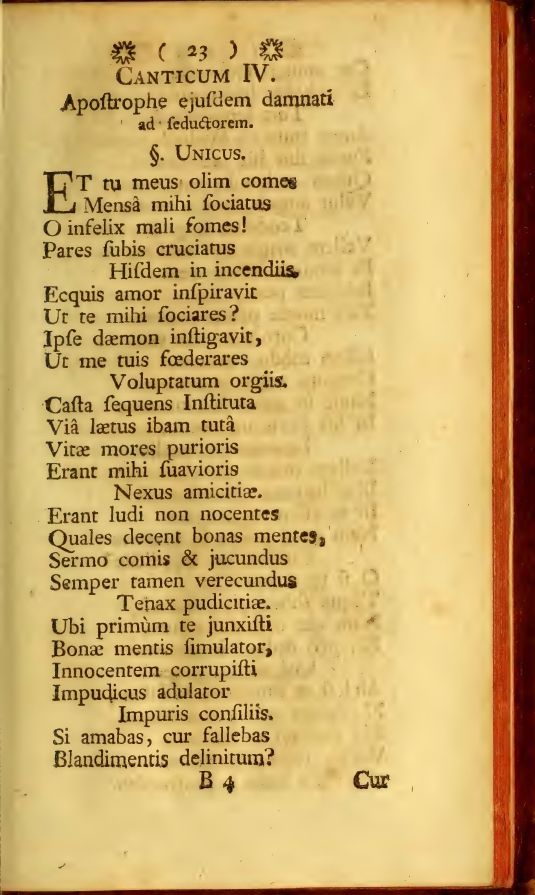 ( 23 )
CANTICUM IV.
Apoſtrophe ejuſdem damnati
ad ſeductorem.
§. UNICUS.
ET tu meus olim comes
Menſâ mihi ſociatus
O infelix mali fomes!
Pares ſubis cruciatus
Hiſdem in incendiis.
Ecquis amor inſpiravit
Ut te mihi ſociares?
Ipſe dæmon inſtigavit,
Ut me tuis fœderares
Voluptatum orgiis.
Caſta ſequens Inſtituta
Viâ lætus ibam tutâ
Vitæ mores purioris
Erant mihi ſuavioris
Nexus amicitiæ.
Erant ludi non nocentes
Quales decent bonas mentes,
Sermo comis & jucundus
Semper tamen verecundus
Tenax pudicitiæ.
Ubi primùm te junxiſti
Bonæ mentis ſimulator,
Innocentem corrupiſti
Impudicus adulator
Impuris conſiliis.
Si amabas, cur fallebas
Blandimentis delinitum?
B 4 Cur